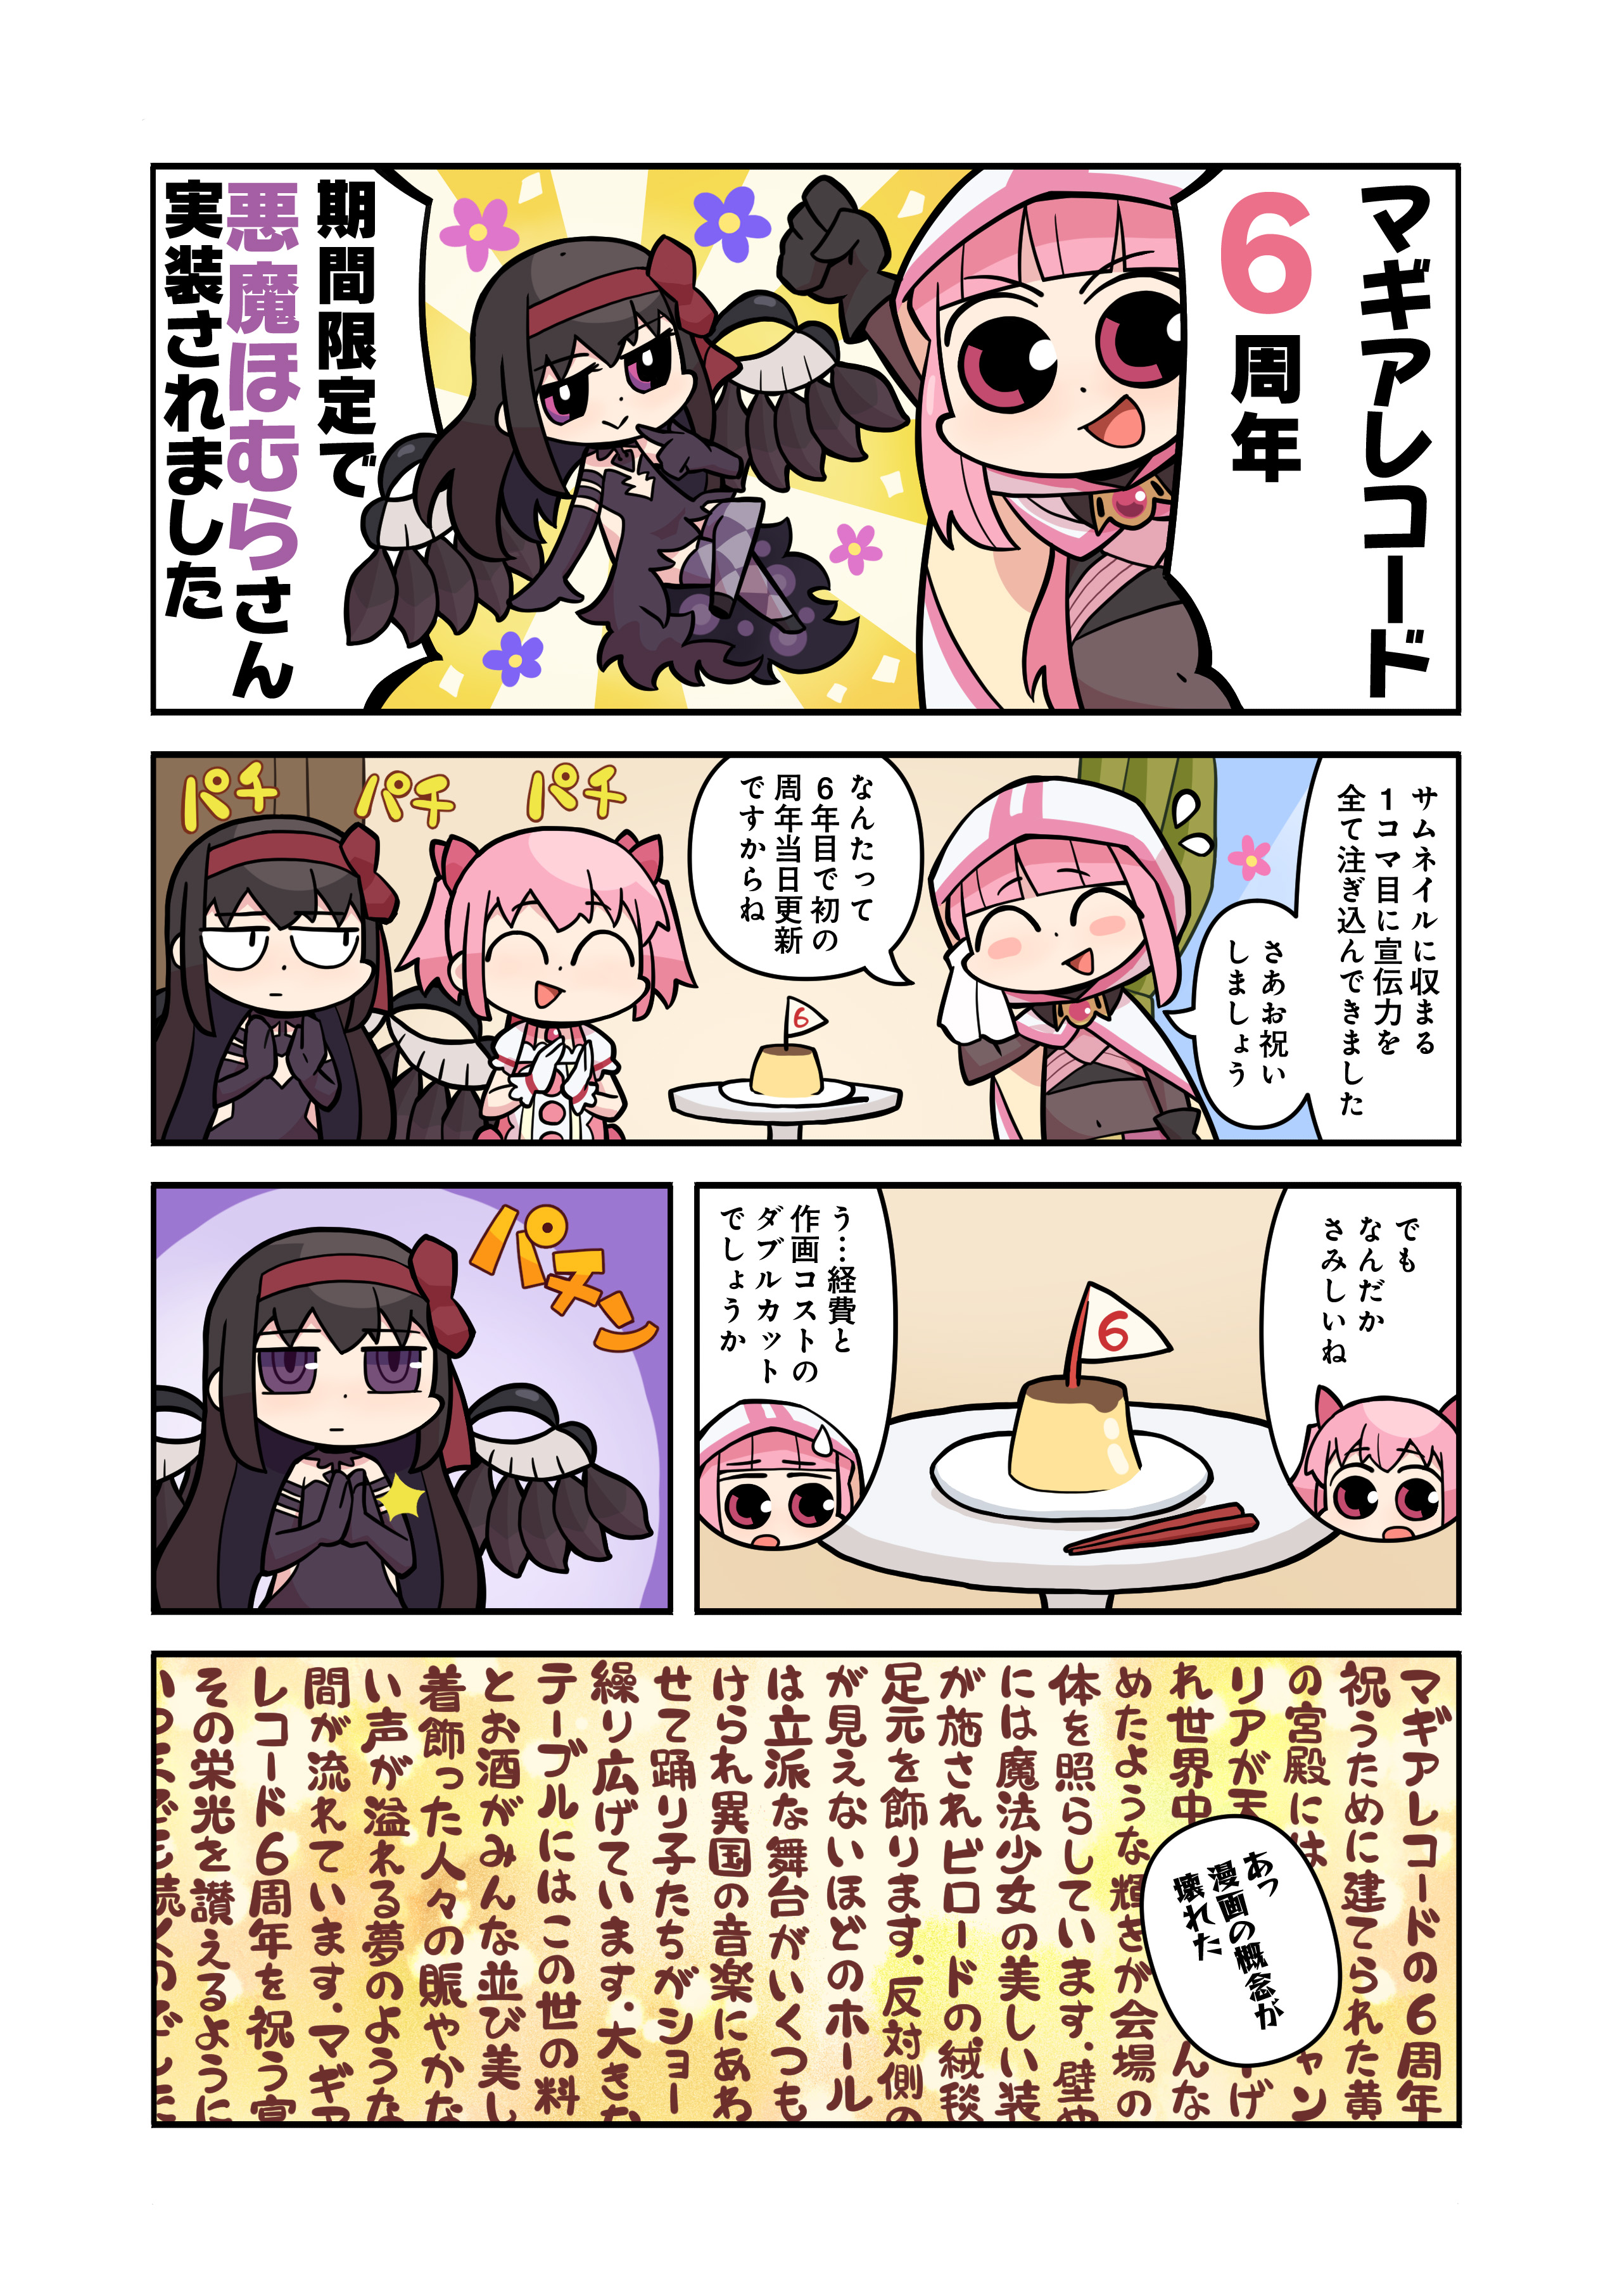 マギアレコード
6周年
期間限定で
悪魔ほむらさん
実装されました
サムネイルに収まる
1コマ目に宣伝力を
全て注ぎ込んできました
さあお祝い
しましょう
なんたって
6年目で初の
周年当日更新
ですからね
6
パチ
パチ
パチ
でも
なんだか
さみしいね
6
う…経費と
作画コストの
ダブルカット
でしょうか
パチン
マギアレコードの6周年
祝うために建てられた黄
の宮殿には
ャン
リアが天
げ
れ世界中
んな
めたような輝きが会場の
体を照らしています.壁や
には魔法少女の美しい装
が施されビロードの絨毯
足元を飾ります.反対側の
が見えないほどのホール
は立派な舞台がいくつも
けられ異国の音楽にあわ
せて踊り子たちがショー
繰り広げています.大きな
テーブルにはこの世の料
とお酒がみんな並び美し
着飾った人々の賑やかな
い声が溢れる夢のような
間が流れています.マギア
レコード6周年を祝う宴
その栄光を讃えるように
いつまでも続くのでした
あっ
漫画の概念が
壊れた